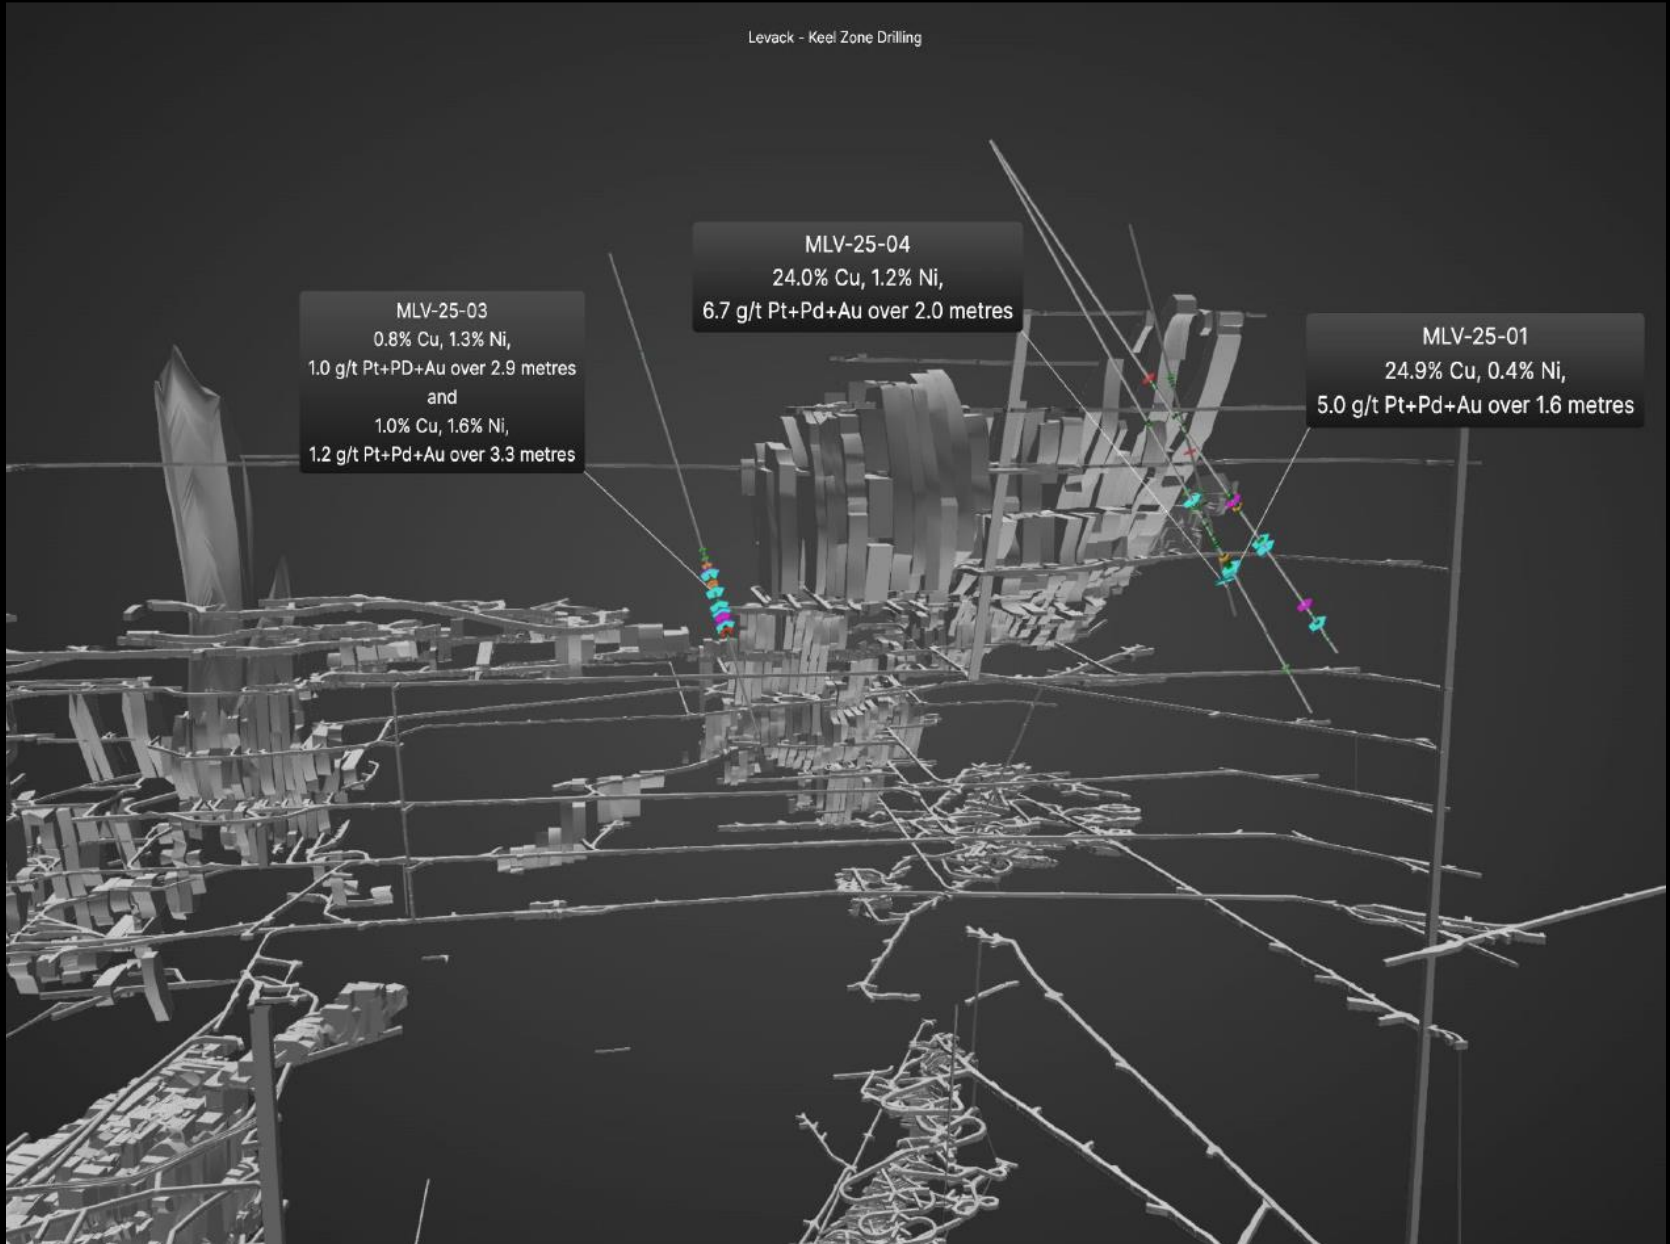 Levack - Keel Zone Drilling
MLV-25-03
0.8% Cu, 1.3% Ni,
1.0 g/t Pt+PD+Au over 2.9 metres
and
1.0% Cu, 1.6% Ni,
1.2 g/t Pt+Pd+Au over 3.3 metres
MLV-25-04
24.0% Cu, 1.2% Ni,
6.7 g/t Pt+Pd+Au over 2.0 metres
MLV-25-01
24.9% Cu, 0.4% Ni,
5.0 g/t Pt+Pd+Au over 1.6 metres